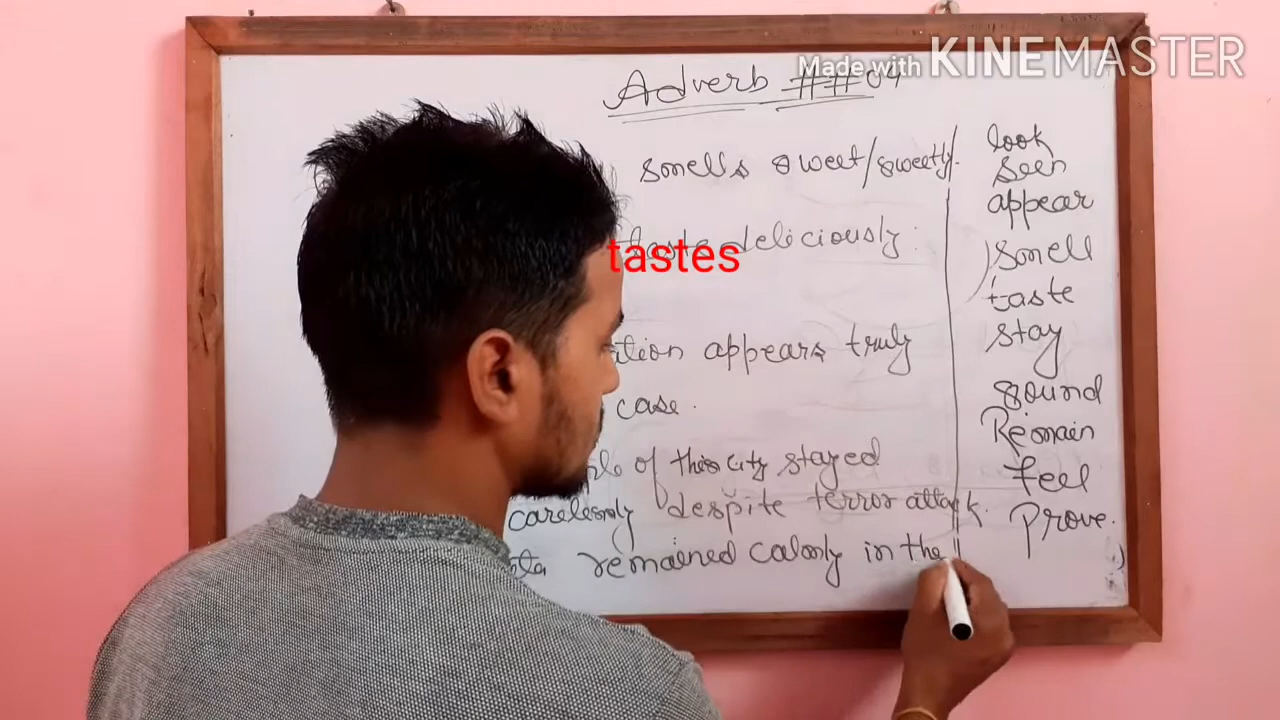 Made with KINEMASTER
Adverb ##04
smells sweet/sweetly.
taste deliciously.
tastes
appears truly
case.
of this city stayed
carelessly despite terror attack.
remained calmly in the
look
seen
appear
smell
taste
stay
sound
Remain
feel
prove.